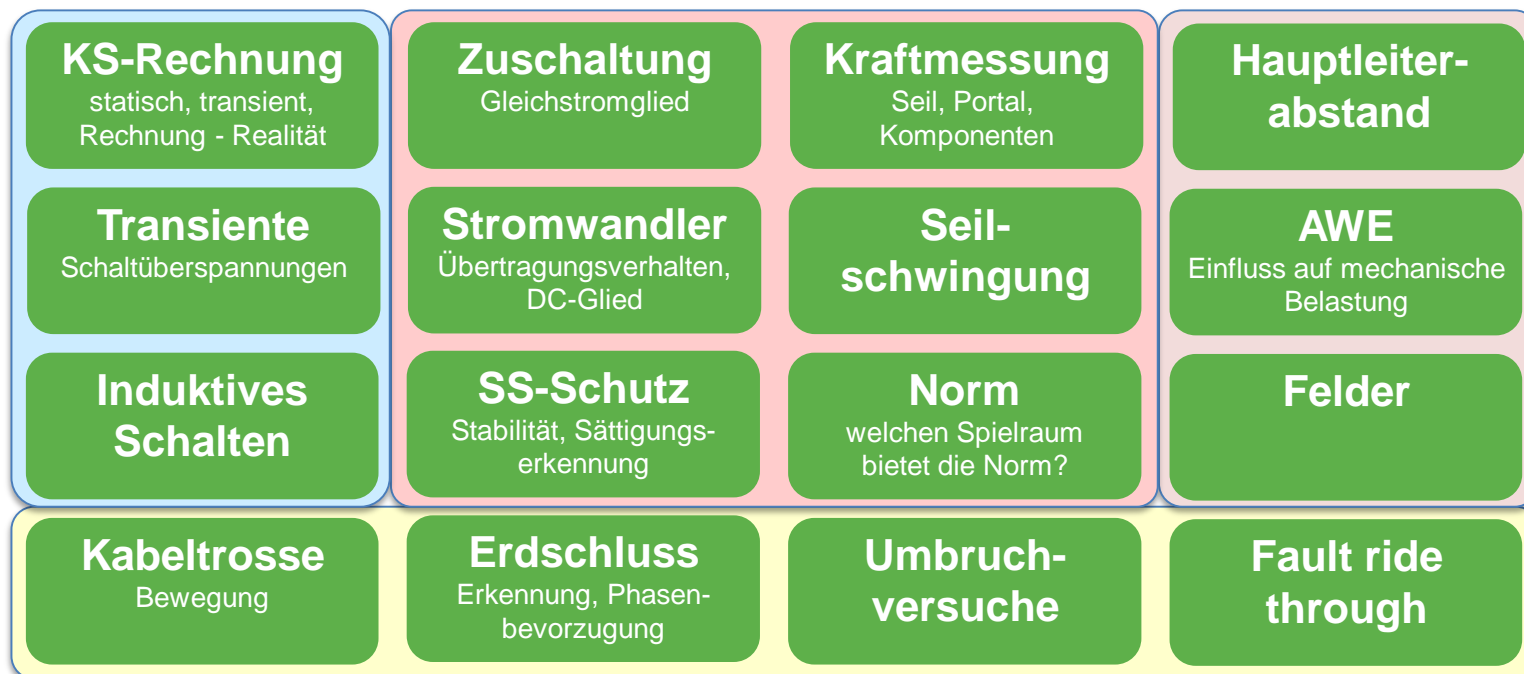 KS-Rechnung
statisch, transient,
Rechnung - Realität
Zuschaltung
Gleichstromglied
Kraftmessung
Seil, Portal,
Komponenten
Hauptleiter-
abstand
Transiente
Schaltüberspannungen
Stromwandler
Übertragungsverhalten,
DC-Glied
Seil-
schwingung
AWE
Einfluss auf mechanische
Belastung
Induktives
Schalten
SS-Schutz
Stabilität, Sättigungs-
erkennung
Norm
welchen Spielraum
bietet die Norm?
Felder
Kabeltrosse
Bewegung
Erdschluss
Erkennung, Phasen-
bevorzugung
Umbruch-
versuche
Fault ride
through